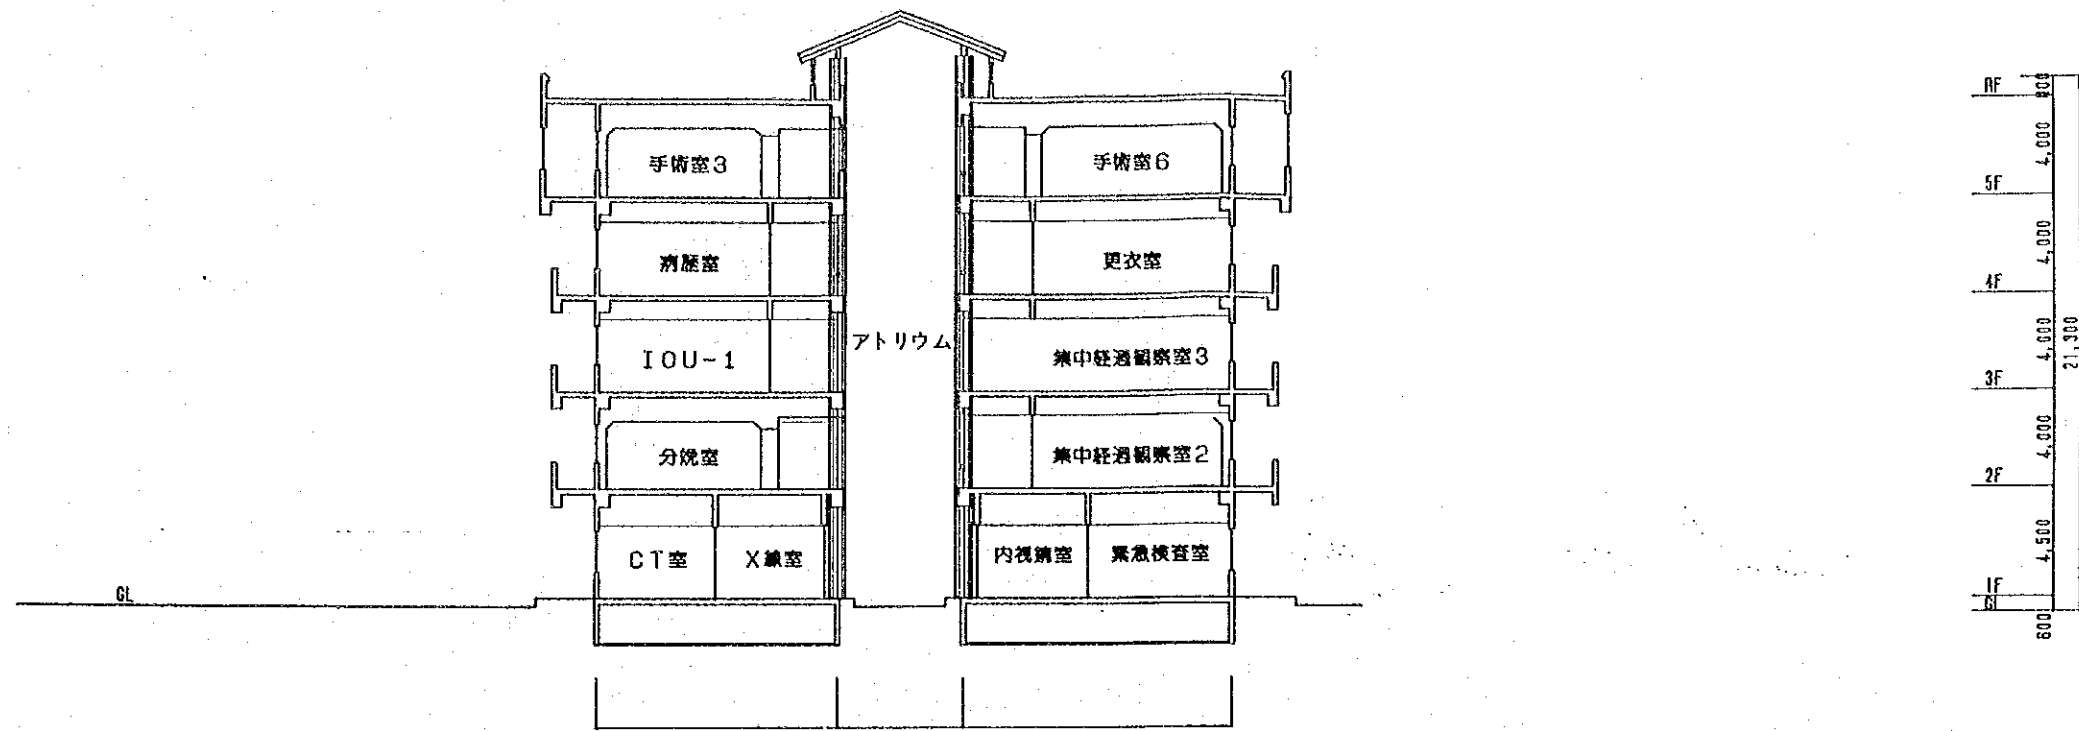 手術室3
手術室6
病歴室
更衣室
アトリウム
IOU-1
集中経過観察室3
分娩室
集中経過観察室2
CT室
X線室
内視鏡室
緊急検査室
GL
RF
800
4,000
5F
4,000
4F
4,000
21,300
3F
4,000
2F
4,500
1F
GL
600